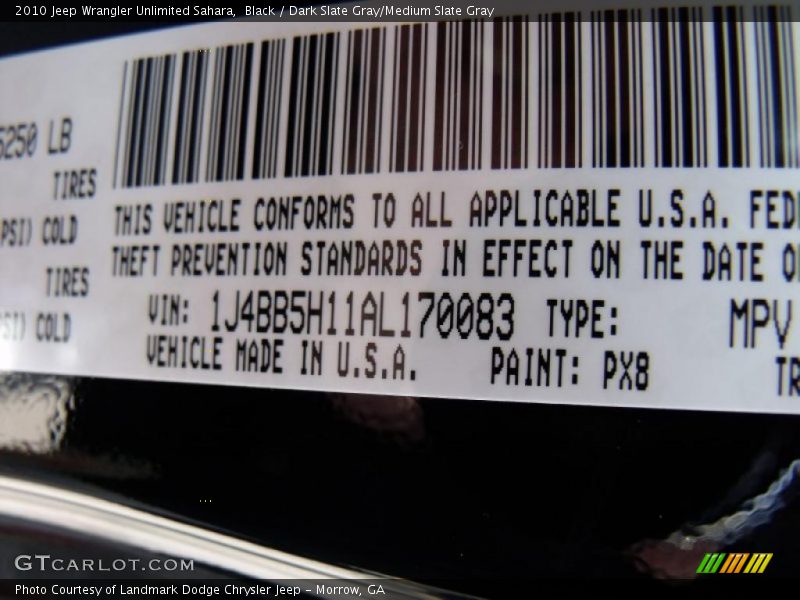 2010 Jeep Wrangler Unlimited Sahara, Black / Dark Slate Gray/Medium Slate Gray
5250 LB
TIRES
PSI) COLD
TIRES
PSI) COLD
THIS VEHICLE CONFORMS TO ALL APPLICABLE U.S.A. FED
THEFT PREVENTION STANDARDS IN EFFECT ON THE DATE O
VIN: 1J4BB5H11AL170083 TYPE: MPV
VEHICLE MADE IN U.S.A. PAINT: PX8 TR
GTCARLOT.COM
Photo Courtesy of Landmark Dodge Chrysler Jeep - Morrow, GA